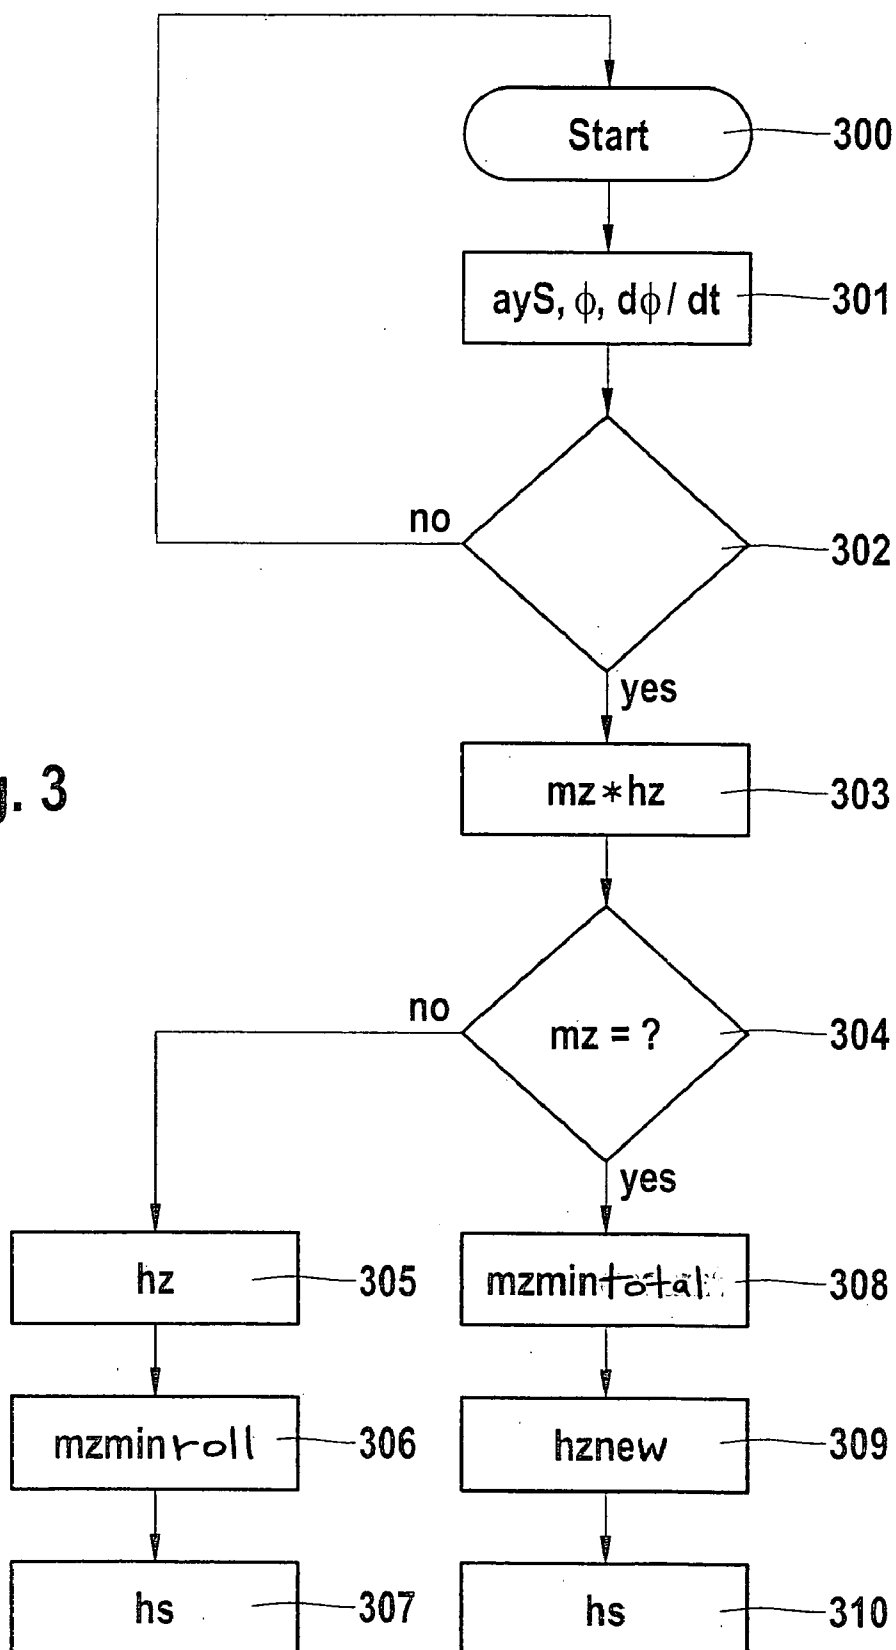 Start
300
ayS, ϕ, dϕ/ dt
301
no
302
yes
. 3
mz*hz
303
no
mz = ?
304
yes
hz
305
mzmintotal
308
mzminroll
306
hznew
309
hs
307
hs
310